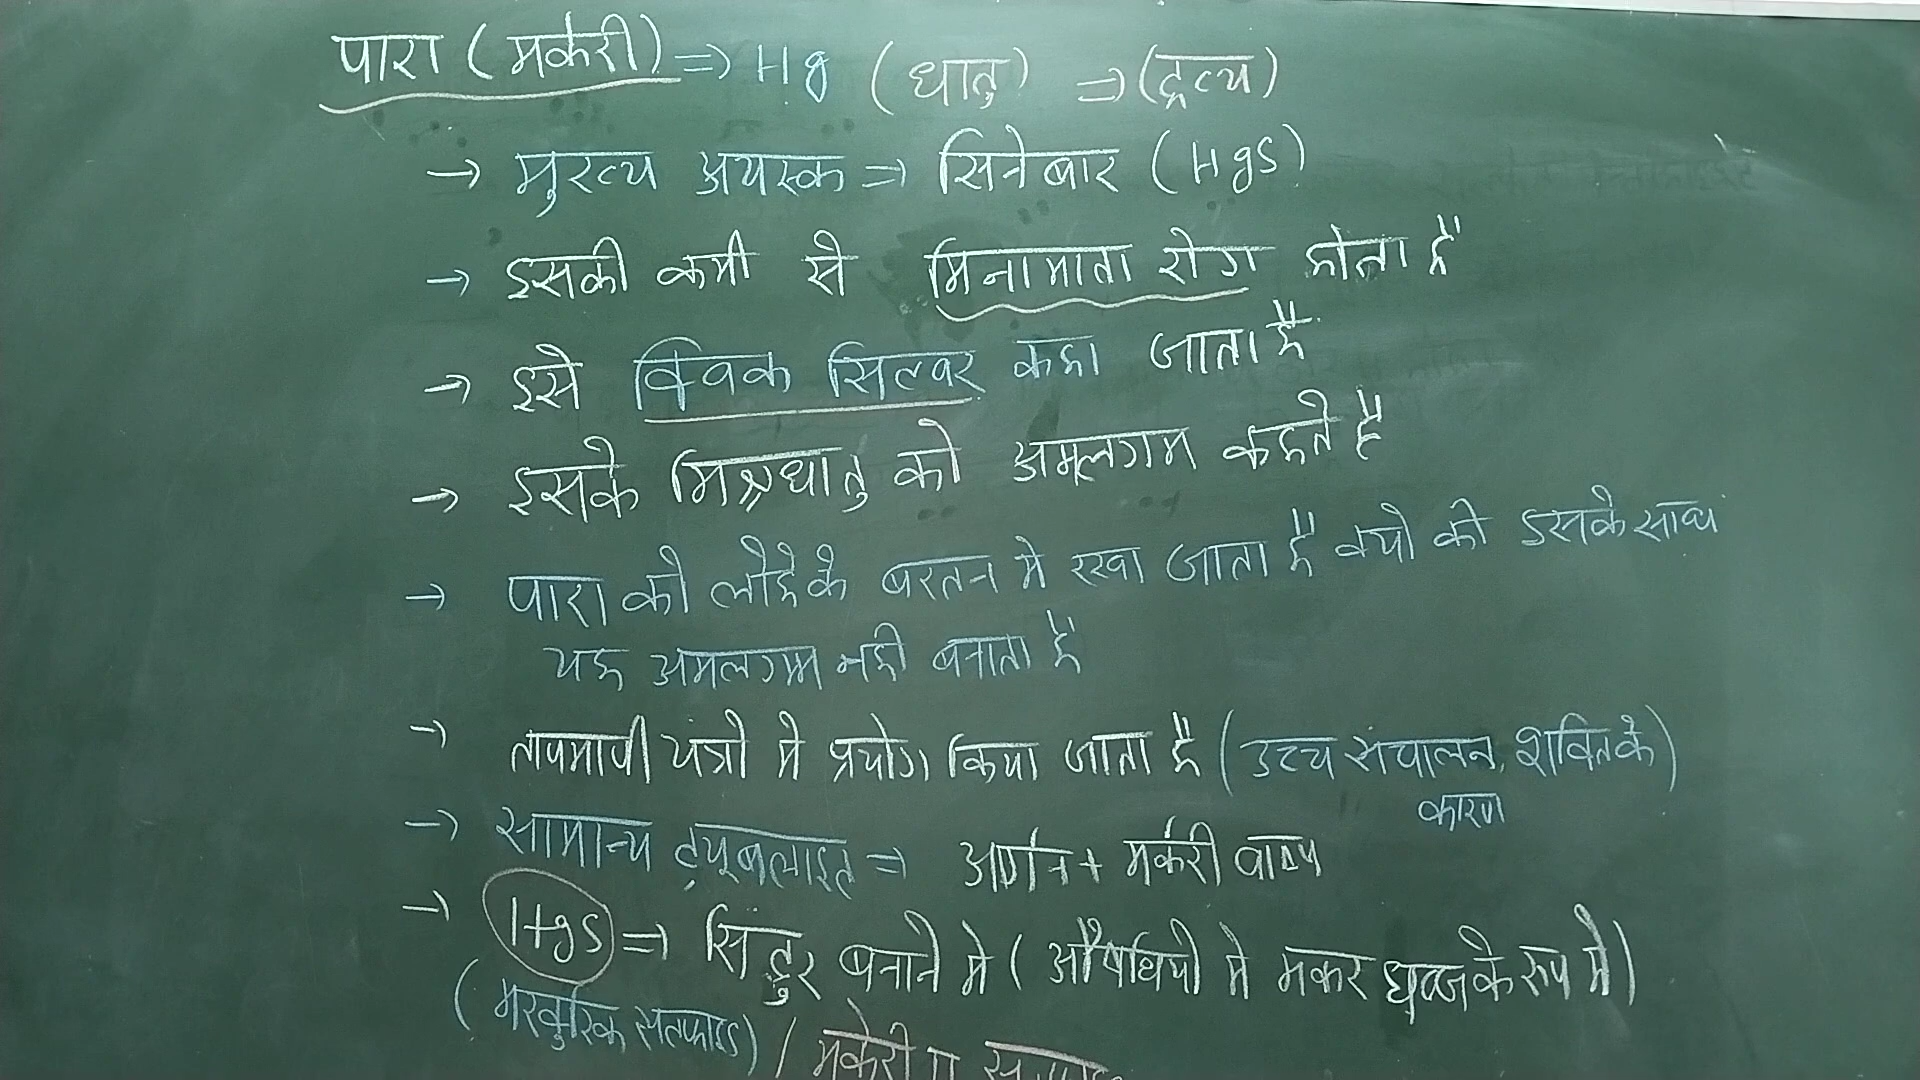 पारा (मर्करी) => Hg (धातु) => (द्रव्य)
→ मुख्य अयस्क => सिनेबार (HgS)
→ इसकी कमी से मिनामाता रोग होता है
→ इसे क्विक सिल्वर कहा जाता है
→ इसके मिश्रधातु को अमलगम कहते है
→ पारा को लोहे के बरतन मे रखा जाता है क्यो की इसके साथ
यह अमलगम नही बनाता है
→ तापमापी यंत्रो मे प्रयोग किया जाता है (उच्च संचालन शक्ति के)
कारण
→ सामान्य ट्यूबलाइट => आर्गन + मर्करी वाष्प
→ HgS => सिंदुर बनाने मे (औषधियो मे मकर ध्वज के रुप मे)
(मरक्युरिक सल्फाइड) / मर्करी